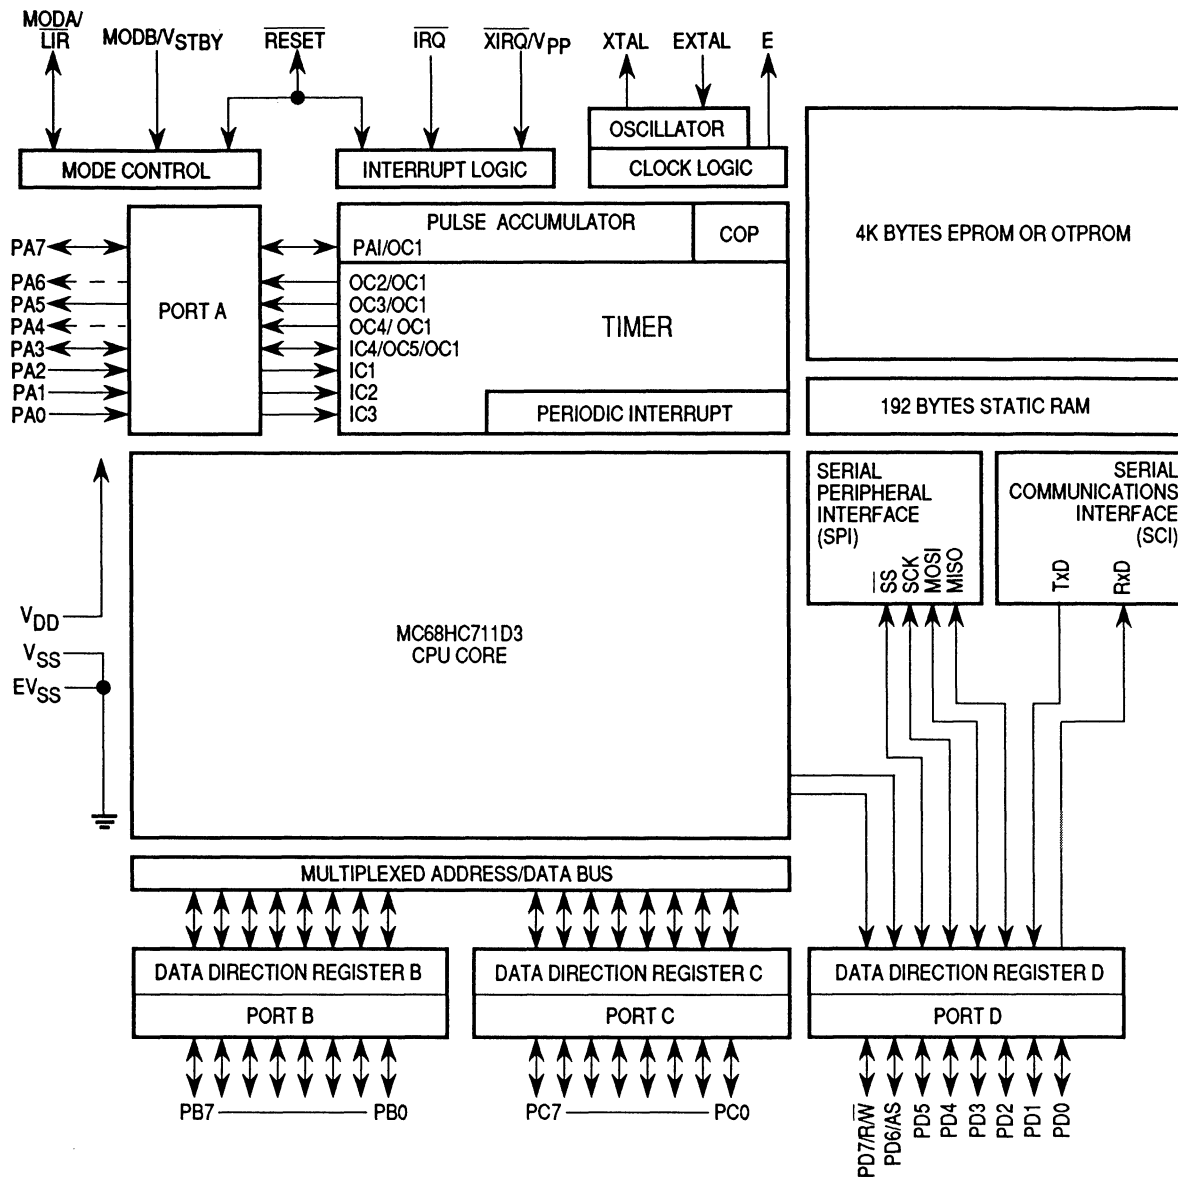 MODA/
LIR
MODB/VSTBY
RESET
IRQ
XIRQ/VPP
XTAL
EXTAL
E
OSCILLATOR
MODE CONTROL
INTERRUPT LOGIC
CLOCK LOGIC
PULSE ACCUMULATOR
COP
4K BYTES EPROM OR OTPROM
PA7
PAI/OC1
PA6
OC2/OC1
PA5
PORT A
OC3/OC1
PA4
OC4/ OC1
TIMER
PA3
IC4/OC5/OC1
PA2
IC1
PA1
IC2
PA0
IC3
PERIODIC INTERRUPT
192 BYTES STATIC RAM
SERIAL
PERIPHERAL
INTERFACE
(SPI)
SS
SCK
MOSI
MISO
SERIAL
COMMUNICATIONS
INTERFACE
(SCI)
TxD
RxD
VDD
VSS
EVSS
MC68HC711D3
CPU CORE
MULTIPLEXED ADDRESS/DATA BUS
DATA DIRECTION REGISTER B
PORT B
DATA DIRECTION REGISTER C
PORT C
DATA DIRECTION REGISTER D
PORT D
PB7
PB0
PC7
PC0
PD7/R/W
PD6/AS
PD5
PD4
PD3
PD2
PD1
PD0